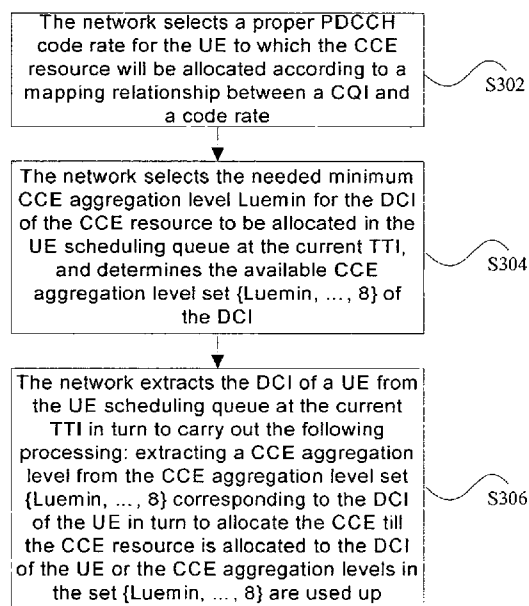 The network selects a proper PDCCH
code rate for the UE to which the CCE
resource will be allocated according to a
mapping relationship between a CQI and
a code rate
S302
The network selects the needed minimum
CCE aggregation level Luemin for the DCI
of the CCE resource to be allocated in the
UE scheduling queue at the current TTI,
and determines the available CCE
aggregation level set {Luemin, ..., 8} of
the DCI
S304
The network extracts the DCI of a UE from
the UE scheduling queue at the current
TTI in turn to carry out the following
processing: extracting a CCE aggregation
level from the CCE aggregation level set
{Luemin, ..., 8} corresponding to the DCI
of the UE in turn to allocate the CCE till
the CCE resource is allocated to the DCI
of the UE or the CCE aggregation levels in
the set {Luemin, ..., 8} are used up
S306